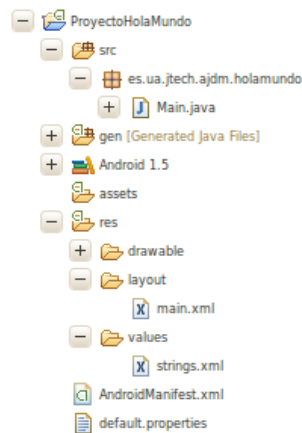 ProyectoHolaMundo
src
es.ua.jtech.ajdm.holamundo
Main.java
gen [Generated Java Files]
Android 1.5
assets
res
drawable
layout
main.xml
values
strings.xml
AndroidManifest.xml
default.properties